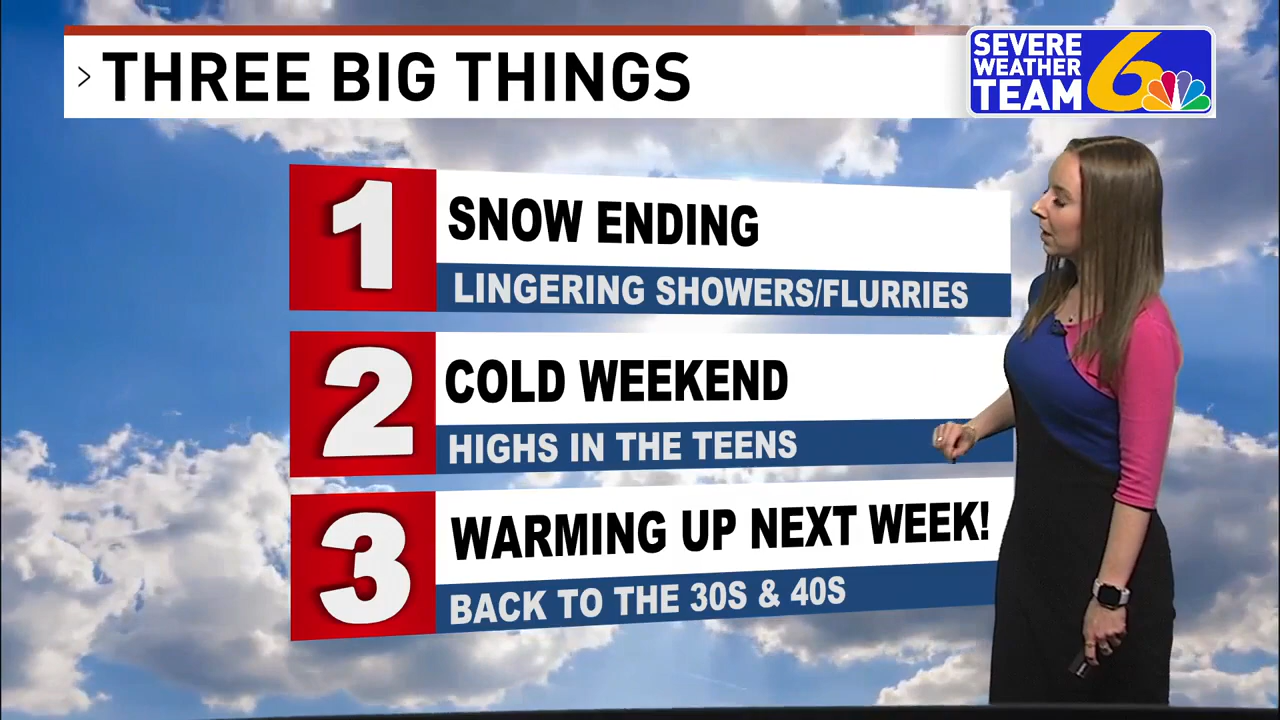 > THREE BIG THINGS
SEVERE
WEATHER
TEAM 6
1
SNOW ENDING
LINGERING SHOWERS/FLURRIES
2
COLD WEEKEND
HIGHS IN THE TEENS
3
WARMING UP NEXT WEEK!
BACK TO THE 30S & 40S